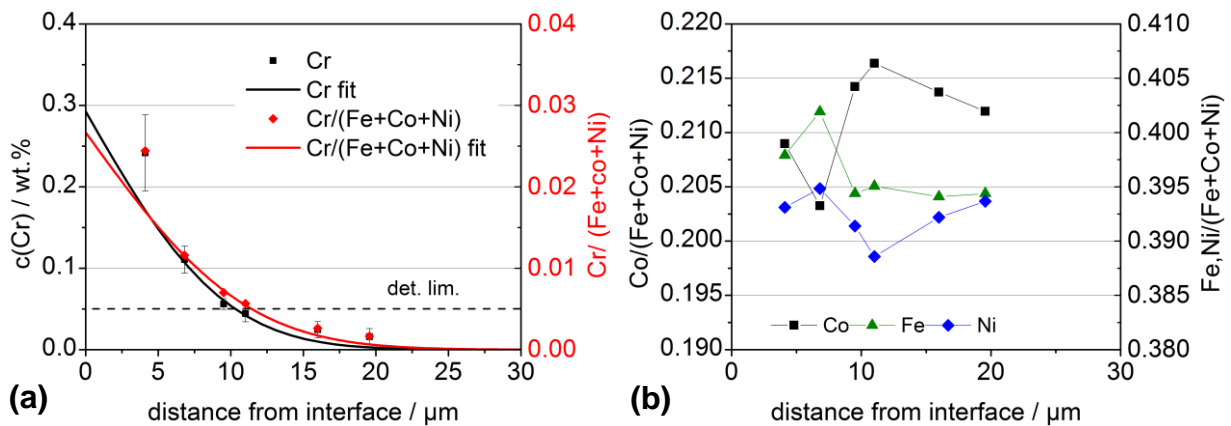 0.4
0.3
0.2
0.1
0.0
c(Cr) / wt.%
Cr
Cr fit
Cr/(Fe+Co+Ni)
Cr/(Fe+Co+Ni) fit
det. lim.
0.04
0.03
0.02
0.01
0.00
Cr/ (Fe+co+Ni)
0 5 10 15 20 25 30
distance from interface / µm
(a)
0.220
0.215
0.210
0.205
0.200
0.195
0.190
Co/(Fe+Co+Ni)
Co Fe Ni
0.410
0.405
0.400
0.395
0.390
0.385
0.380
Fe,Ni/(Fe+Co+Ni)
0 10 20 30
distance from interface / µm
(b)